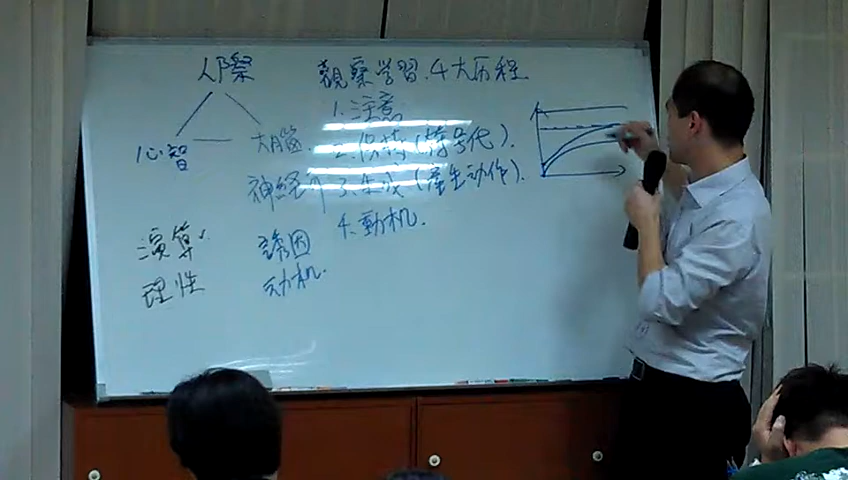 人際
心智
大腦
神經
演算
理性
誘因
动机.
觀察学習.4大历程.
1.注意
2.保持(符号化).
3.生成(產生动作).
4.動机.